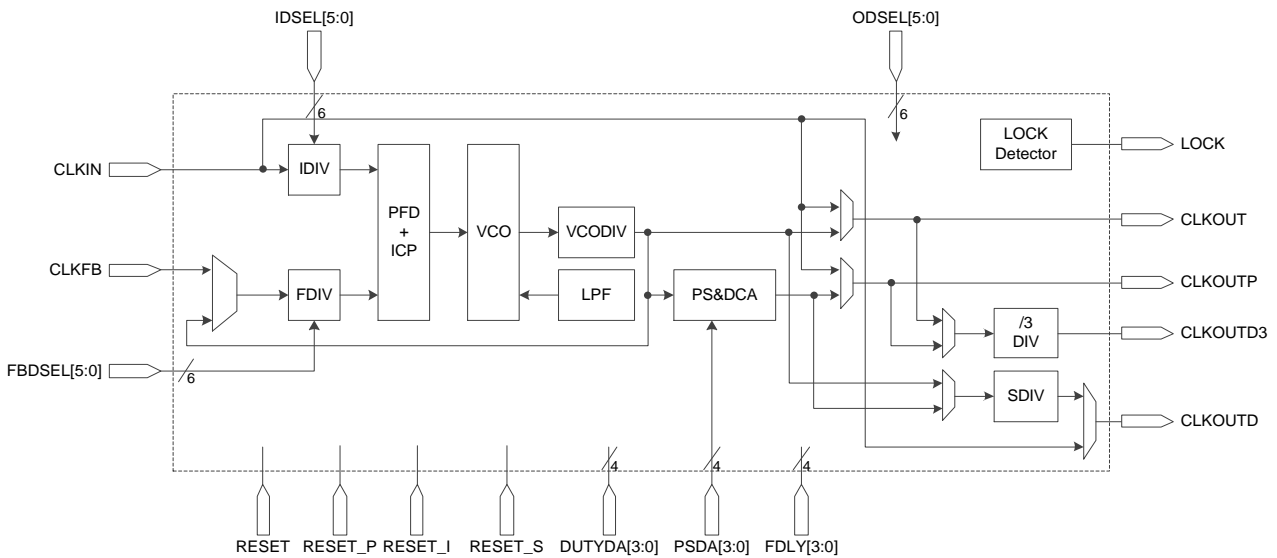 IDSEL[5:0]
ODSEL[5:0]
6
6
LOCK
Detector
LOCK
CLKIN
IDIV
PFD
+
ICP
VCO
VCODIV
CLKOUT
CLKFB
FDIV
LPF
PS&DCA
CLKOUTP
/3
DIV
CLKOUTD3
FBDSEL[5:0]
6
SDIV
CLKOUTD
4
4
4
RESET
RESET_P
RESET_I
RESET_S
DUTYDA[3:0]
PSDA[3:0]
FDLY[3:0]